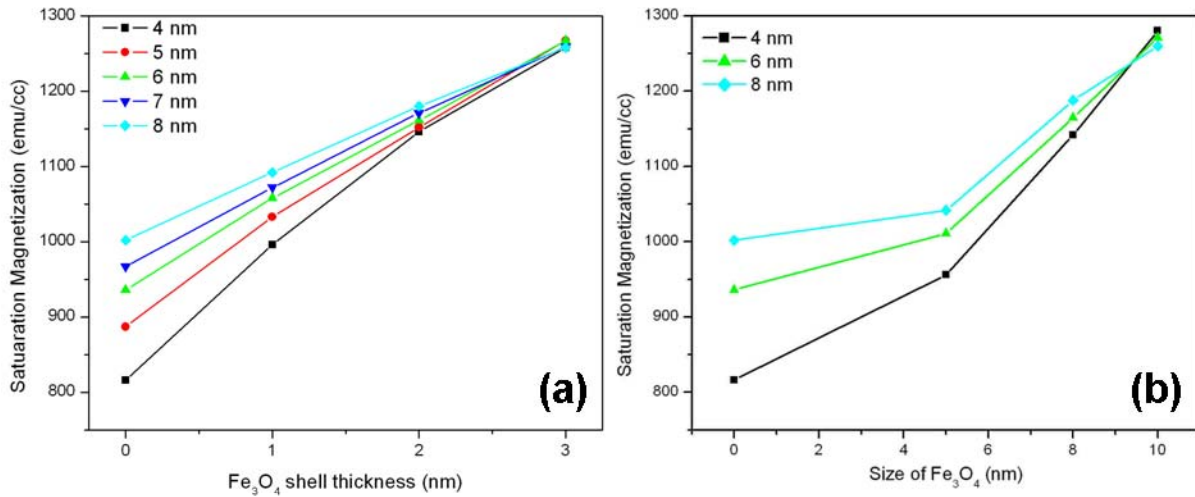 1300
1200
1100
1000
900
800
Satuaration Magnetization (emu/cc)
4 nm
5 nm
6 nm
7 nm
8 nm
(a)
0 1 2 3
Fe₃O₄ shell thickness (nm)
1300
1200
1100
1000
900
800
Saturation Magnetization (emu/cc)
4 nm
6 nm
8 nm
(b)
0 2 4 6 8 10
Size of Fe₃O₄ (nm)